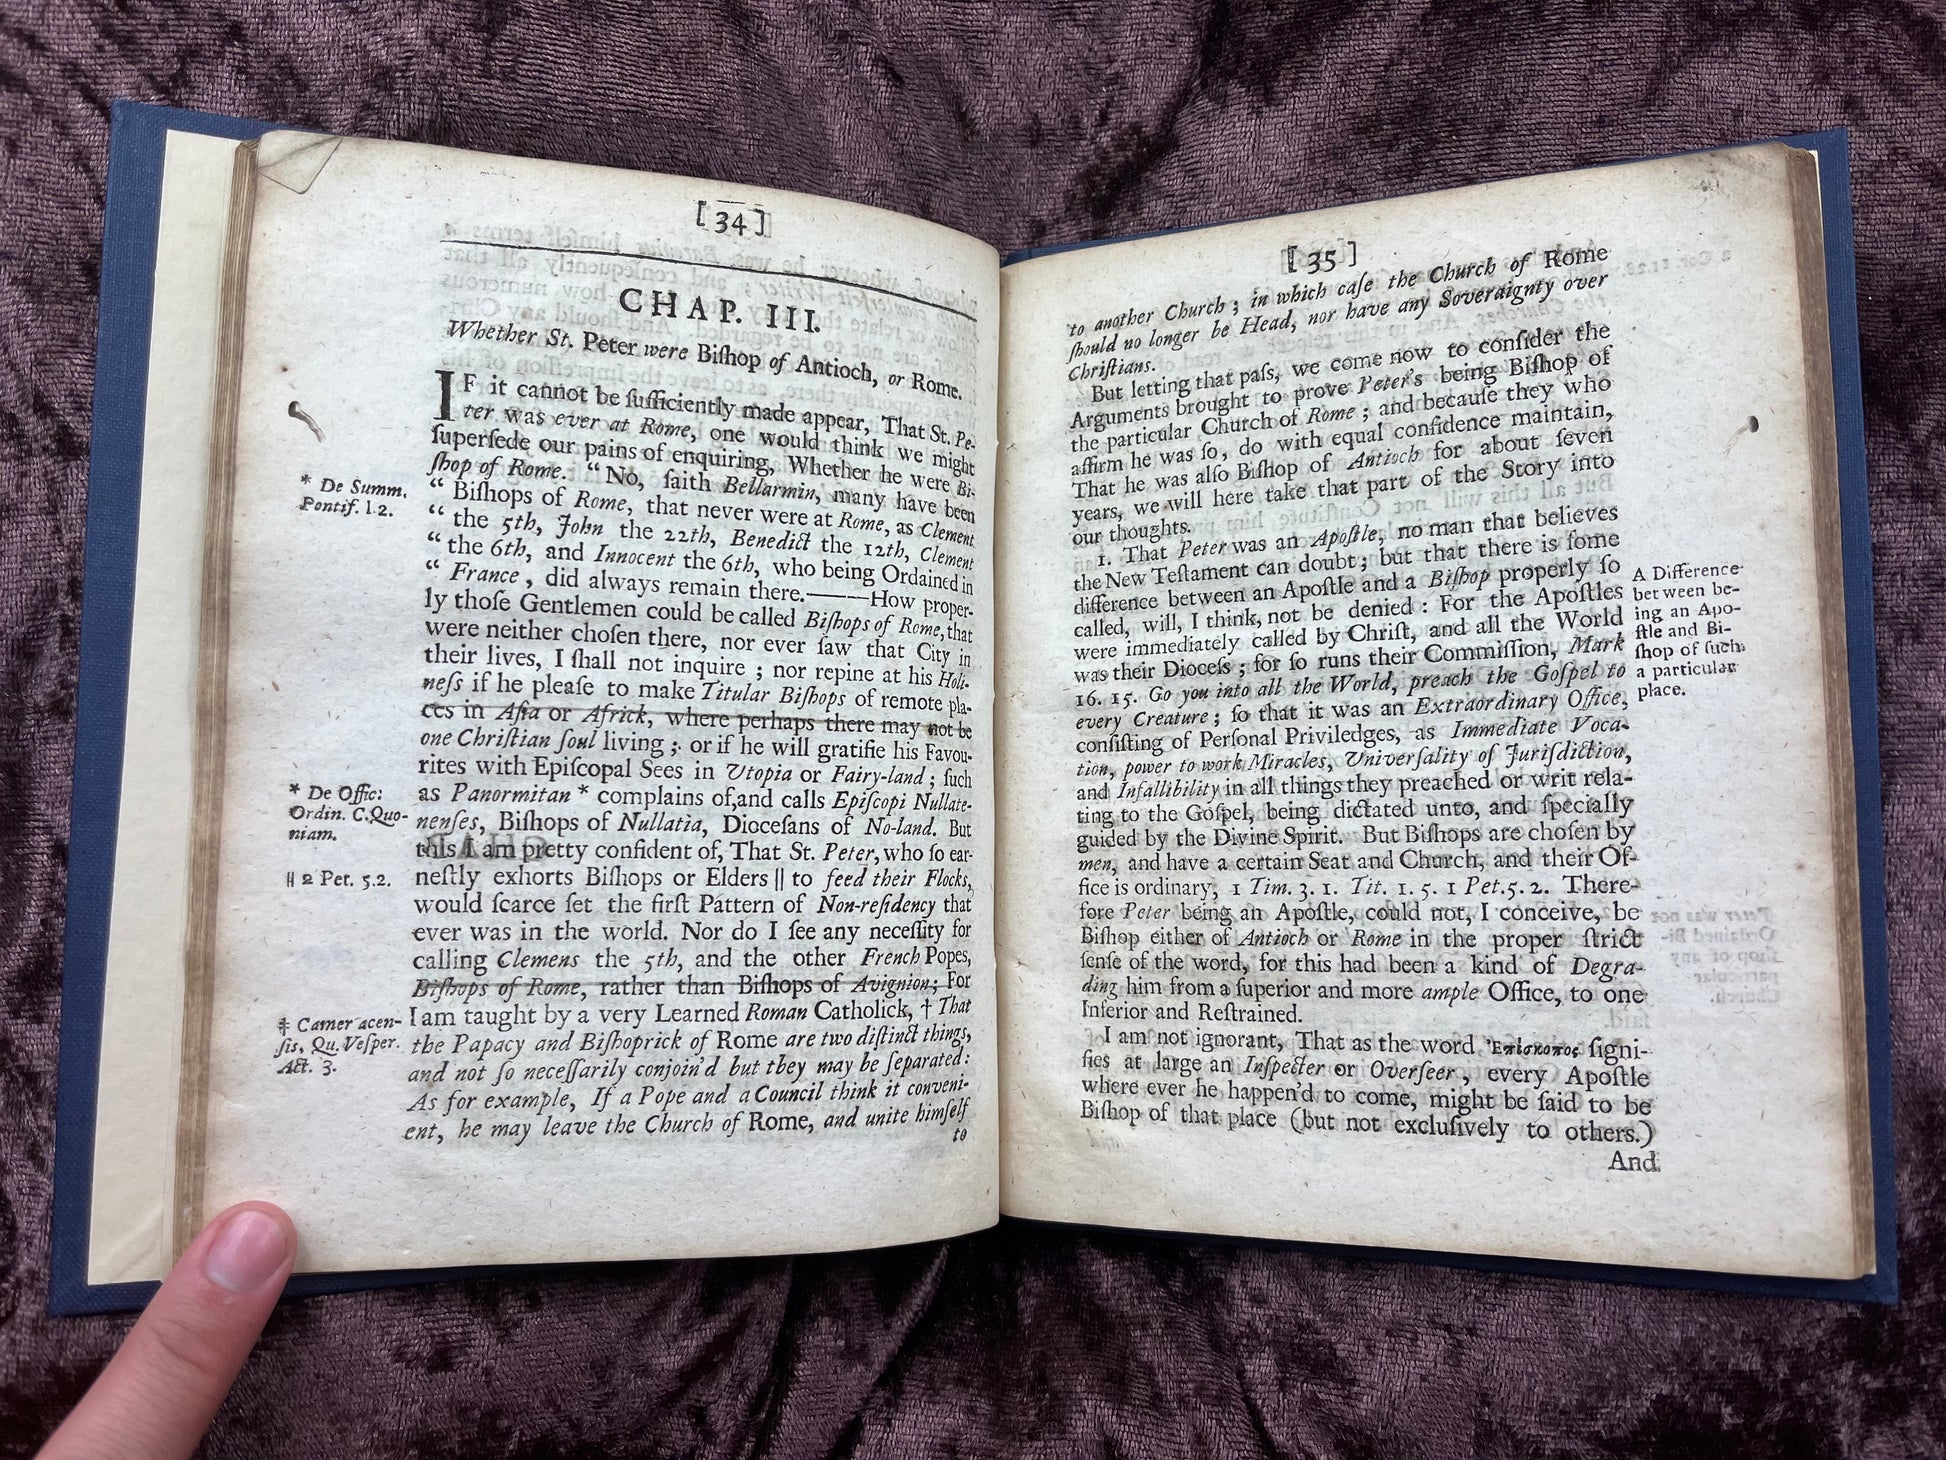 [34]
CHAP. III.
Whether St. Peter were Biſhop of Antioch, or Rome.
IF it cannot be ſufficiently made appear, That St. Pe-
ter was ever at Rome, one would think we might
ſuperſede our pains of enquiring, Whether he were Bi-
ſhop of Rome. “No, ſaith Bellarmin, many have been
* De Summ.
Pontif. l.2.
“ Biſhops of Rome, that never were at Rome, as Clement
“ the 5th, John the 22th, Benedict the 12th, Clement
“ the 6th, and Innocent the 6th, who being Ordained in
“ France, did always remain there.——How proper-
ly thoſe Gentlemen could be called Biſhops of Rome, that
were neither choſen there, nor ever ſaw that City in
their lives, I ſhall not inquire ; nor repine at his Holi-
neſs if he pleaſe to make Titular Biſhops of remote pla-
ces in Aſia or Africk, where perhaps there may not be
one Chriſtian ſoul living ; or if he will gratifie his Favou-
rites with Epiſcopal Sees in Utopia or Fairy-land ; ſuch
as Panormitan * complains of, and calls Epiſcopi Nullate-
* De Offic:
Ordin. C. Quo-
niam.
nenſes, Biſhops of Nullatia, Dioceſans of No-land. But
this I am pretty confident of, That St. Peter, who ſo ear-
neſtly exhorts Biſhops or Elders || to feed their Flocks,
|| 2 Pet. 5.2.
would ſcarce ſet the firſt Pattern of Non-reſidency that
ever was in the world. Nor do I ſee any neceſſity for
calling Clemens the 5th, and the other French Popes,
Biſhops of Rome, rather than Biſhops of Avignion; For
I am taught by a very Learned Roman Catholick, † That
‡ Cameracen-
ſis, Qu. Veſper.
Act. 3.
the Papacy and Biſhoprick of Rome are two diſtinct things,
and not ſo neceſſarily conjoin'd but they may be ſeparated:
As for example, If a Pope and a Council think it conveni-
ent, he may leave the Church of Rome, and unite himſelf
to
[35]
to another Church ; in which caſe the Church of Rome
ſhould no longer be Head, nor have any Soveraignty over
Chriſtians.
But letting that paſs, we come now to conſider the
Arguments brought to prove Peter's being Biſhop of
the particular Church of Rome ; and becauſe they who
affirm he was ſo, do with equal confidence maintain,
That he was alſo Biſhop of Antioch for about ſeven
years, we will here take that part of the Story into
our thoughts.
1. That Peter was an Apoſtle, no man that believes
the New Teſtament can doubt ; but that there is ſome
difference between an Apoſtle and a Biſhop properly ſo
called, will, I think, not be denied : For the Apoſtles
were immediately called by Chriſt, and all the World
was their Dioceſs ; for ſo runs their Commiſſion, Mark
A Difference
between be-
ing an Apo-
ſtle and Bi-
ſhop of ſuch
a particular
place.
16. 15. Go you into all the World, preach the Goſpel to
every Creature ; ſo that it was an Extraordinary Office,
conſiſting of Perſonal Priviledges, as Immediate Voca-
tion, power to work Miracles, Univerſality of Jurisdiction,
and Infallibility in all things they preached or writ rela-
ting to the Goſpel, being dictated unto, and ſpecially
guided by the Divine Spirit. But Biſhops are choſen by
men, and have a certain Seat and Church, and their Of-
fice is ordinary, 1 Tim. 3. 1. Tit. 1. 5. 1 Pet. 5. 2. There-
fore Peter being an Apoſtle, could not, I conceive, be
Biſhop either of Antioch or Rome in the proper ſtrict
ſenſe of the word, for this had been a kind of Degra-
ding him from a ſuperior and more ample Office, to one
Inferior and Reſtrained.
I am not ignorant, That as the word Ἐπίσκοπος ſigni-
fies at large an Inſpecter or Overſeer, every Apoſtle
where ever he happen'd to come, might be ſaid to be
Biſhop of that place (but not excluſively to others.)
And